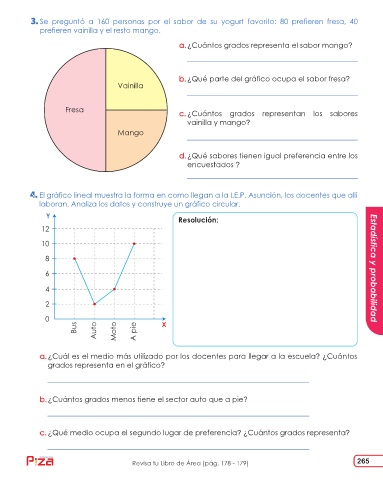 3. Se preguntó a 160 personas por el sabor de su yogurt favorito: 80 prefieren fresa, 40
prefieren vainilla y el resto mango.
a. ¿Cuántos grados representa el sabor mango?
b. ¿Qué parte del gráfico ocupa el sabor fresa?
Vainilla
Fresa
Mango
c. ¿Cuántos grados representan los sabores
vainilla y mango?
d. ¿Qué sabores tienen igual preferencia entre los
encuestados ?
4. El gráfico lineal muestra la forma en como llegan a la I.E.P. Asunción, los docentes que allí
laboran. Analiza los datos y construye un gráfico circular.
Y
12
10
8
6
4
2
0
Bus
Auto
Moto
A pie
X
Resolución:
Estadística y probabilidad
a. ¿Cuál es el medio más utilizado por los docentes para llegar a la escuela? ¿Cuántos
grados representa en el gráfico?
b. ¿Cuántos grados menos tiene el sector auto que a pie?
c. ¿Qué medio ocupa el segundo lugar de preferencia? ¿Cuántos grados representa?
Piza
Revisa tu Libro de Área (pág. 178 - 179)
265